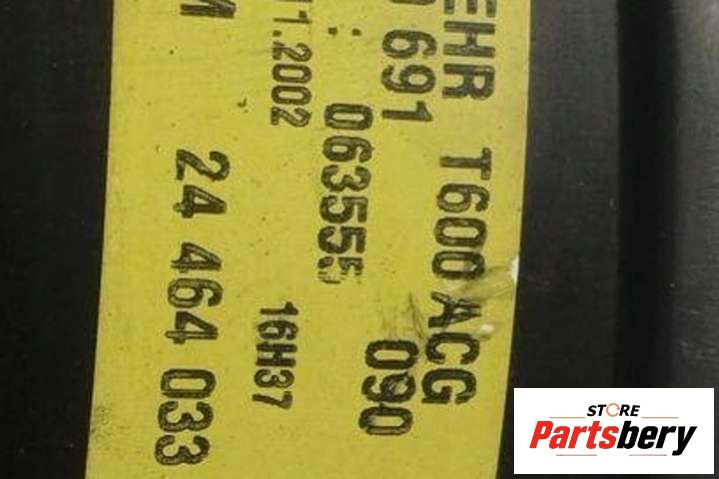 EHR T600 ACG
691 090
: 063555
11.2002 16H37
M 24 464 033
STORE
Partsbery